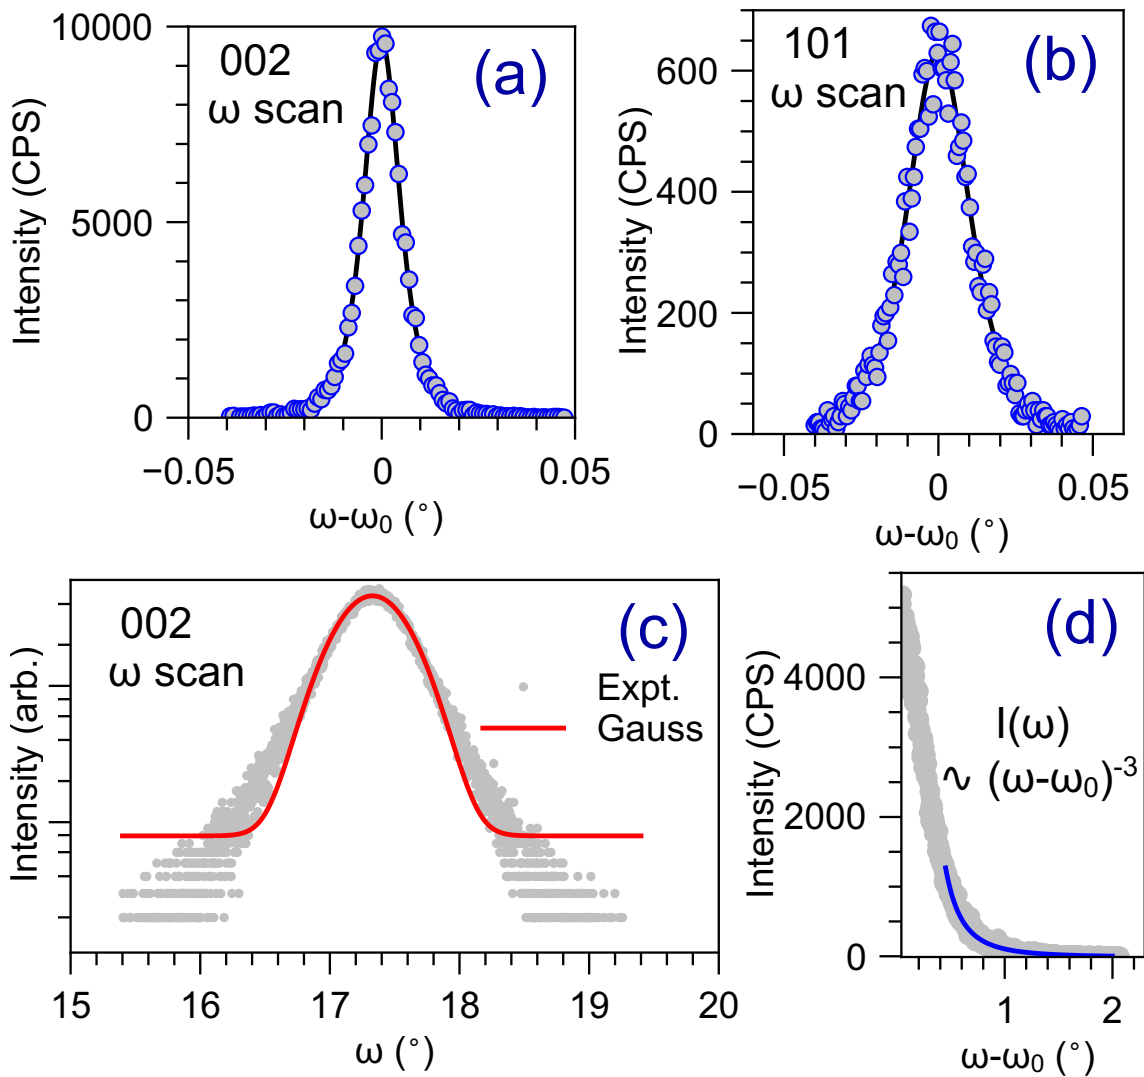 10000
5000
0
Intensity (CPS)
002
ω scan
(a)
−0.05
0
0.05
ω-ω₀ (°)
600
400
200
0
Intensity (CPS)
101
ω scan
(b)
−0.05
0
0.05
ω-ω₀ (°)
Intensity (arb.)
002
ω scan
(c)
Expt.
Gauss
15
16
17
18
19
20
ω (°)
4000
2000
0
Intensity (CPS)
(d)
I(ω)
∿ (ω-ω₀)⁻³
1
2
ω-ω₀ (°)